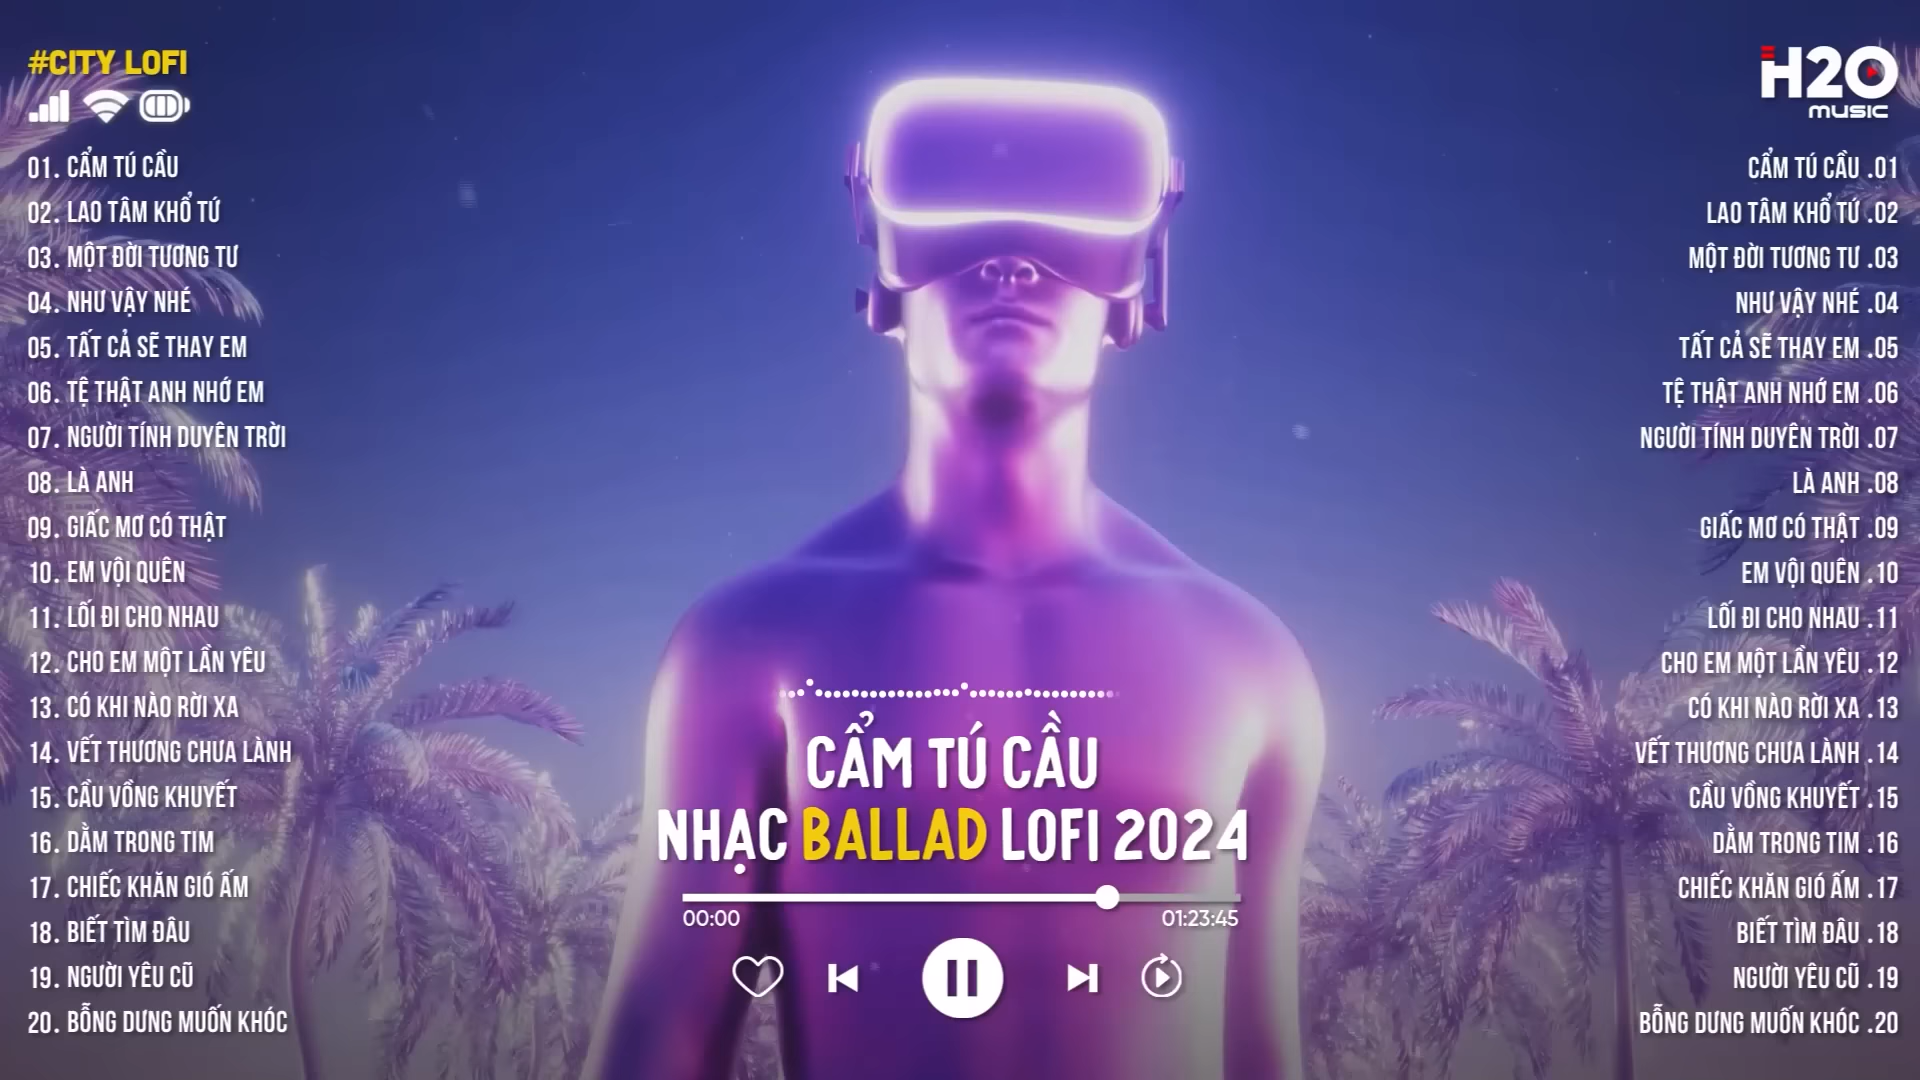 #CITY LOFI
H2O
MUSIC
01. CẨM TÚ CẦU
02. LAO TÂM KHỔ TỨ
03. MỘT ĐỜI TƯƠNG TƯ
04. NHƯ VẬY NHÉ
05. TẤT CẢ SẼ THAY EM
06. TỆ THẬT ANH NHỚ EM
07. NGƯỜI TÍNH DUYÊN TRỜI
08. LÀ ANH
09. GIẤC MƠ CÓ THẬT
10. EM VỘI QUÊN
11. LỐI ĐI CHO NHAU
12. CHO EM MỘT LẦN YÊU
13. CÓ KHI NÀO RỜI XA
14. VẾT THƯƠNG CHƯA LÀNH
15. CẦU VỒNG KHUYẾT
16. DẰM TRONG TIM
17. CHIẾC KHĂN GIÓ ẤM
18. BIẾT TÌM ĐÂU
19. NGƯỜI YÊU CŨ
20. BỖNG DƯNG MUỐN KHÓC
CẨM TÚ CẦU
NHẠC BALLAD LOFI 2024
00:00 01:23:45
CẨM TÚ CẦU .01
LAO TÂM KHỔ TỨ .02
MỘT ĐỜI TƯƠNG TƯ .03
NHƯ VẬY NHÉ .04
TẤT CẢ SẼ THAY EM .05
TỆ THẬT ANH NHỚ EM .06
NGƯỜI TÍNH DUYÊN TRỜI .07
LÀ ANH .08
GIẤC MƠ CÓ THẬT .09
EM VỘI QUÊN .10
LỐI ĐI CHO NHAU .11
CHO EM MỘT LẦN YÊU .12
CÓ KHI NÀO RỜI XA .13
VẾT THƯƠNG CHƯA LÀNH .14
CẦU VỒNG KHUYẾT .15
DẰM TRONG TIM .16
CHIẾC KHĂN GIÓ ẤM .17
BIẾT TÌM ĐÂU .18
NGƯỜI YÊU CŨ .19
BỖNG DƯNG MUỐN KHÓC .20